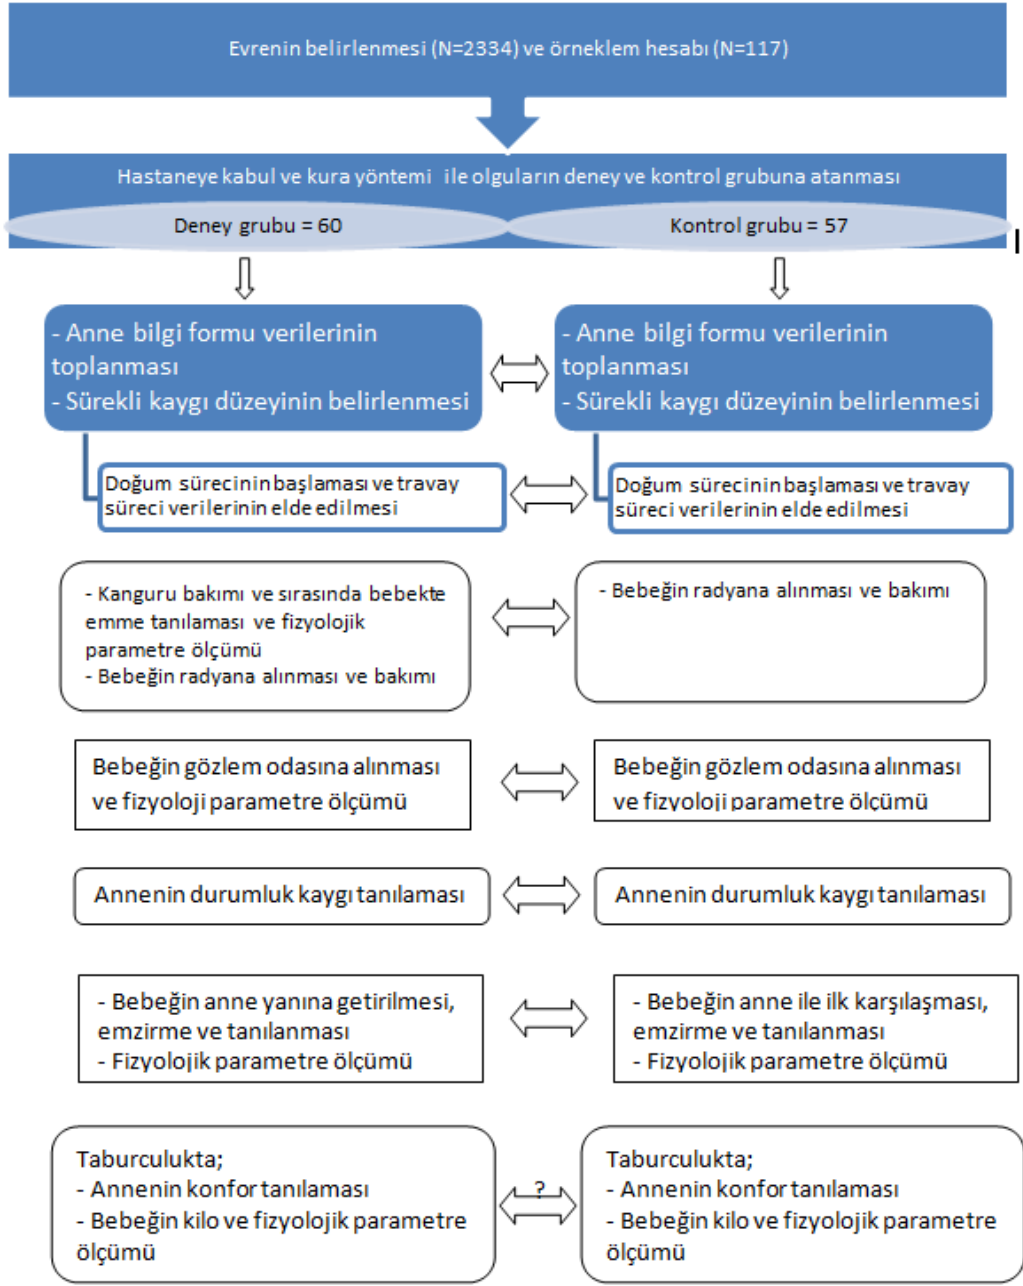 Evrenin belirlenmesi (N=2334) ve örneklem hesabı (N=117)
Hastaneye kabul ve kura yöntemi ile olguların deney ve kontrol grubuna atanması
Deney grubu = 60
Kontrol grubu = 57
- Anne bilgi formu verilerinin
toplanması
- Sürekli kaygı düzeyinin belirlenmesi
- Anne bilgi formu verilerinin
toplanması
- Sürekli kaygı düzeyinin belirlenmesi
Doğum sürecinin başlaması ve travay
süreci verilerinin elde edilmesi
Doğum sürecinin başlaması ve travay
süreci verilerinin elde edilmesi
- Kanguru bakımı ve sırasında bebekte
emme tanılaması ve fizyolojik
parametre ölçümü
- Bebeğin radyana alınması ve bakımı
- Bebeğin radyana alınması ve bakımı
Bebeğin gözlem odasına alınması
ve fizyoloji parametre ölçümü
Bebeğin gözlem odasına alınması
ve fizyoloji parametre ölçümü
Annenin durumluk kaygı tanılaması
Annenin durumluk kaygı tanılaması
- Bebeğin anne yanına getirilmesi,
emzirme ve tanılanması
- Fizyolojik parametre ölçümü
- Bebeğin anne ile ilk karşılaşması,
emzirme ve tanılanması
- Fizyolojik parametre ölçümü
Taburculukta;
- Annenin konfor tanılaması
- Bebeğin kilo ve fizyolojik parametre
ölçümü
?
Taburculukta;
- Annenin konfor tanılaması
- Bebeğin kilo ve fizyolojik parametre
ölçümü